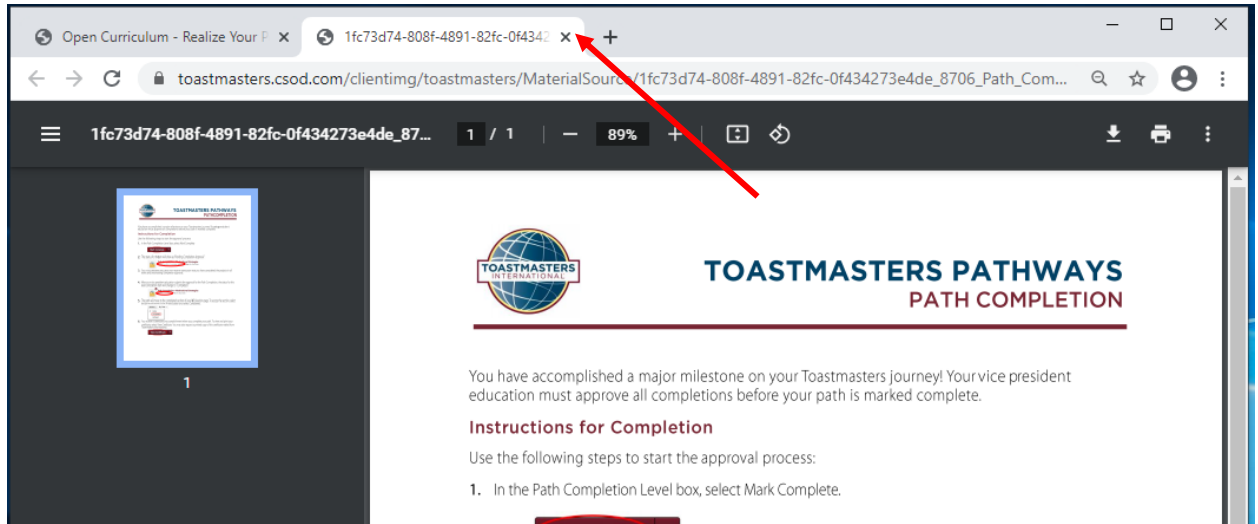 Open Curriculum - Realize Your P
1fc73d74-808f-4891-82fc-0f4342
toastmasters.csod.com/clientimg/toastmasters/MaterialSource/1fc73d74-808f-4891-82fc-0f434273e4de_8706_Path_Com...
1fc73d74-808f-4891-82fc-0f434273e4de_87...
1 / 1
89%
TOASTMASTERS PATHWAYS
1
TOASTMASTERS
INTERNATIONAL
TOASTMASTERS PATHWAYS
PATH COMPLETION
You have accomplished a major milestone on your Toastmasters journey! Your vice president
education must approve all completions before your path is marked complete.
Instructions for Completion
Use the following steps to start the approval process:
1. In the Path Completion Level box, select Mark Complete.